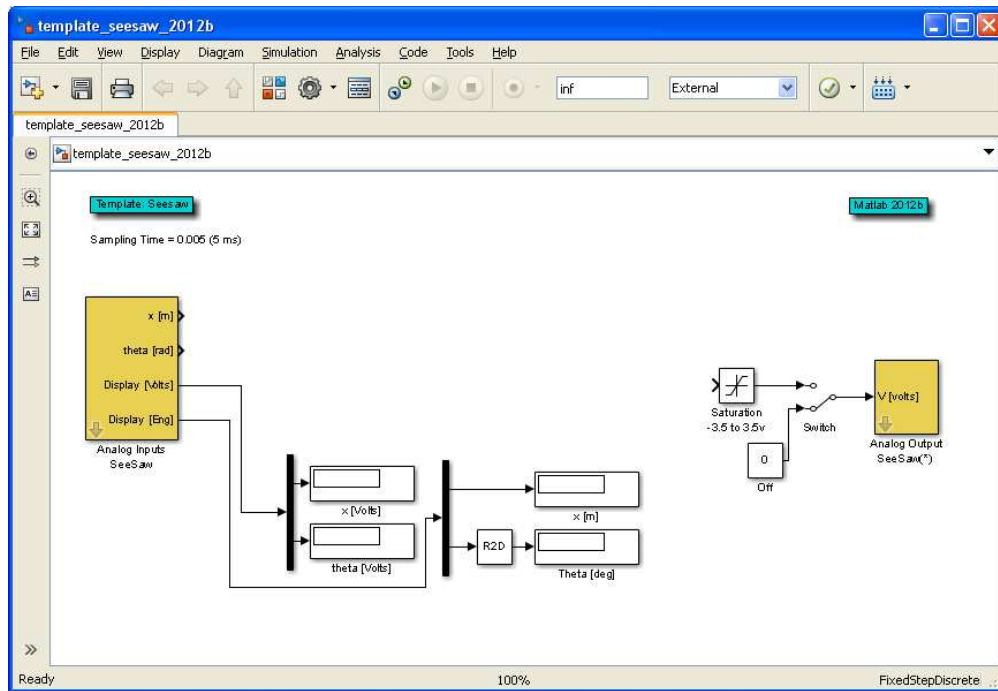 template_seesaw_2012b
File Edit View Display Diagram Simulation Analysis Code Tools Help
inf External
template_seesaw_2012b
template_seesaw_2012b
Template: Seesaw
Matlab 2012b
Sampling Time = 0.005 (5 ms)
x [m]
theta [rad]
Display [Volts]
Display [Eng]
Analog Inputs
SeeSaw
x [Volts]
theta [Volts]
R2D
x [m]
Theta [deg]
Saturation
-3.5 to 3.5v
0
Off
Switch
V [volts]
Analog Output
SeeSaw(*)
Ready 100% FixedStepDiscrete